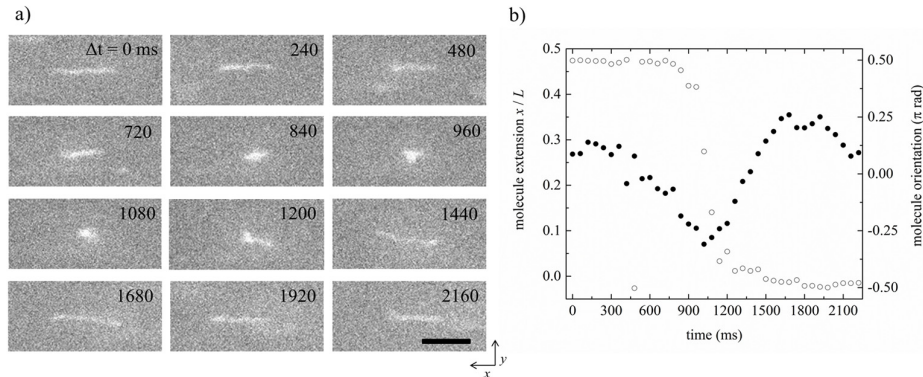 a)
Δt = 0 ms 240 480
720 840 960
1080 1200 1440
1680 1920 2160
x y
b)
molecule extension x / L
0.5
0.4
0.3
0.2
0.1
0.0
0 300 600 900 1200 1500 1800 2100
time (ms)
0.50
0.25
0.00
-0.25
-0.50
molecule orientation (π rad)